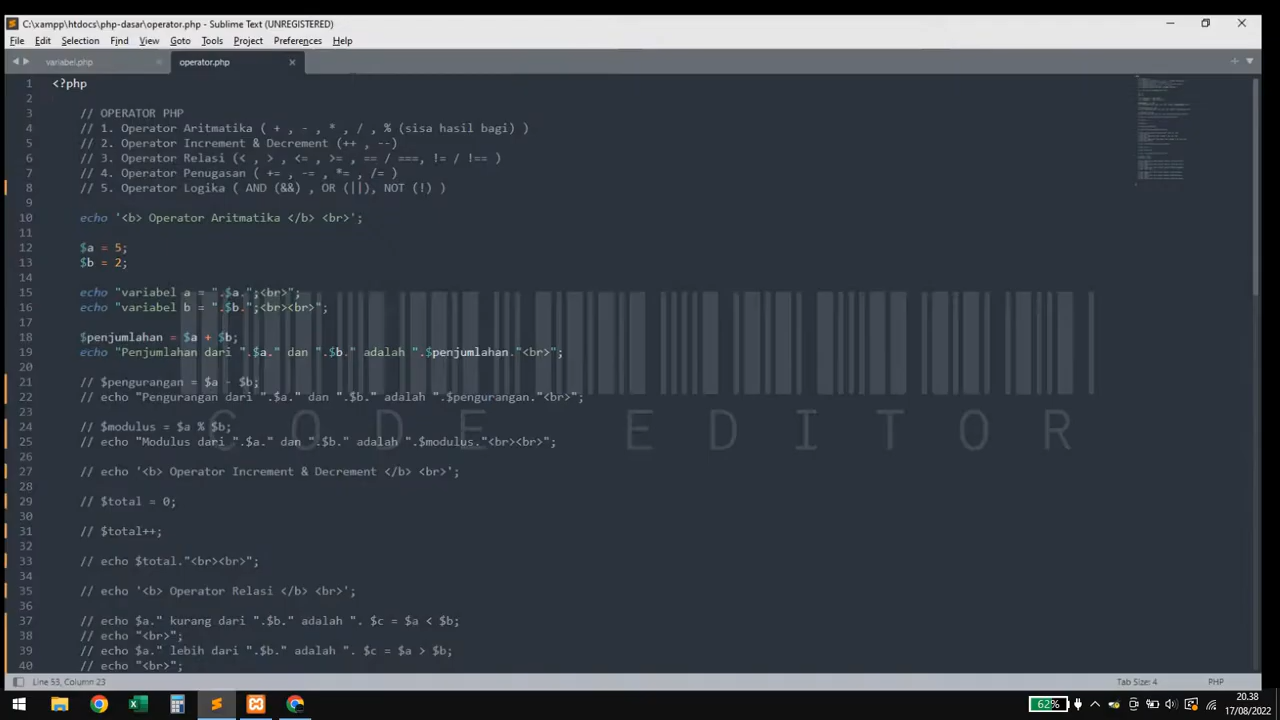 C:\xampp\htdocs\php-dasar\operator.php - Sublime Text (UNREGISTERED)
File Edit Selection Find View Goto Tools Project Preferences Help
variabel.php operator.php
1 <?php
2
3 // OPERATOR PHP
4 // 1. Operator Aritmatika ( + , - , * , / , % (sisa hasil bagi) )
5 // 2. Operator Increment & Decrement (++ , --)
6 // 3. Operator Relasi (< , > , <= , >= , == / ===, != / !== )
7 // 4. Operator Penugasan ( += , -= , *= , /= )
8 // 5. Operator Logika ( AND (&&) , OR (||), NOT (!) )
9
10 echo '<b> Operator Aritmatika </b> <br>';
11
12 $a = 5;
13 $b = 2;
14
15 echo "variabel a = ".$a.";<br>";
16 echo "variabel b = ".$b.";<br><br>";
17
18 $penjumlahan = $a + $b;
19 echo "Penjumlahan dari ".$a." dan ".$b." adalah ".$penjumlahan."<br>";
20
21 // $pengurangan = $a - $b;
22 // echo "Pengurangan dari ".$a." dan ".$b." adalah ".$pengurangan."<br>";
23
24 // $modulus = $a % $b;
25 // echo "Modulus dari ".$a." dan ".$b." adalah ".$modulus."<br><br>";
26
27 // echo '<b> Operator Increment & Decrement </b> <br>';
28
29 // $total = 0;
30
31 // $total++;
32
33 // echo $total."<br><br>";
34
35 // echo '<b> Operator Relasi </b> <br>';
36
37 // echo $a." kurang dari ".$b." adalah ". $c = $a < $b;
38 // echo "<br>";
39 // echo $a." lebih dari ".$b." adalah ". $c = $a > $b;
40 // echo "<br>";
CODE EDITOR
Line 53, Column 23 Tab Size: 4 PHP
62% 20.38
17/08/2022